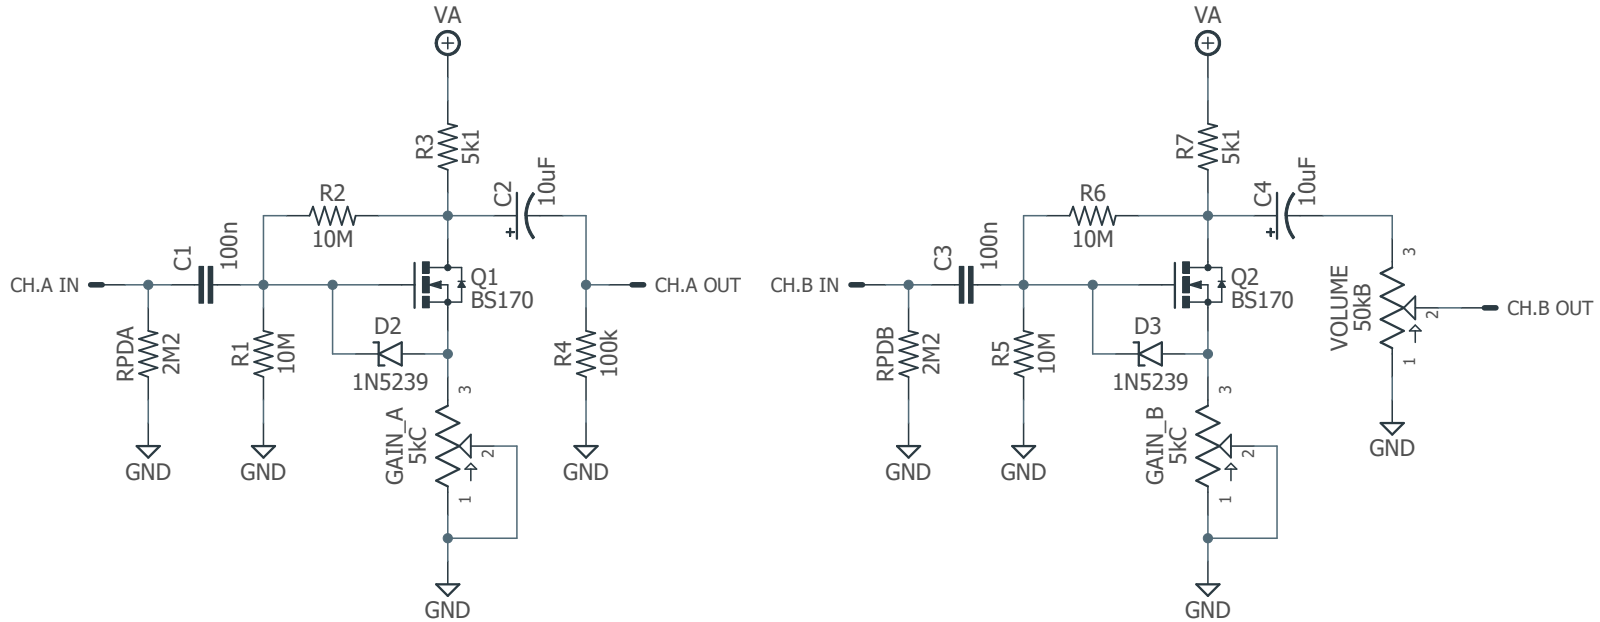 VA
R3
5k1
R2
10M
C2
10uF
C1
100n
CH.A IN
Q1
BS170
CH.A OUT
RPDA
2M2
R1
10M
D2
1N5239
R4
100k
3
GAIN_A
5kC
2
1
GND
GND
GND
GND
VA
R7
5k1
R6
10M
C4
10uF
C3
100n
CH.B IN
Q2
BS170
3
VOLUME
50kB
2
1
CH.B OUT
RPDB
2M2
R5
10M
D3
1N5239
3
GAIN_B
5kC
2
1
GND
GND
GND
GND